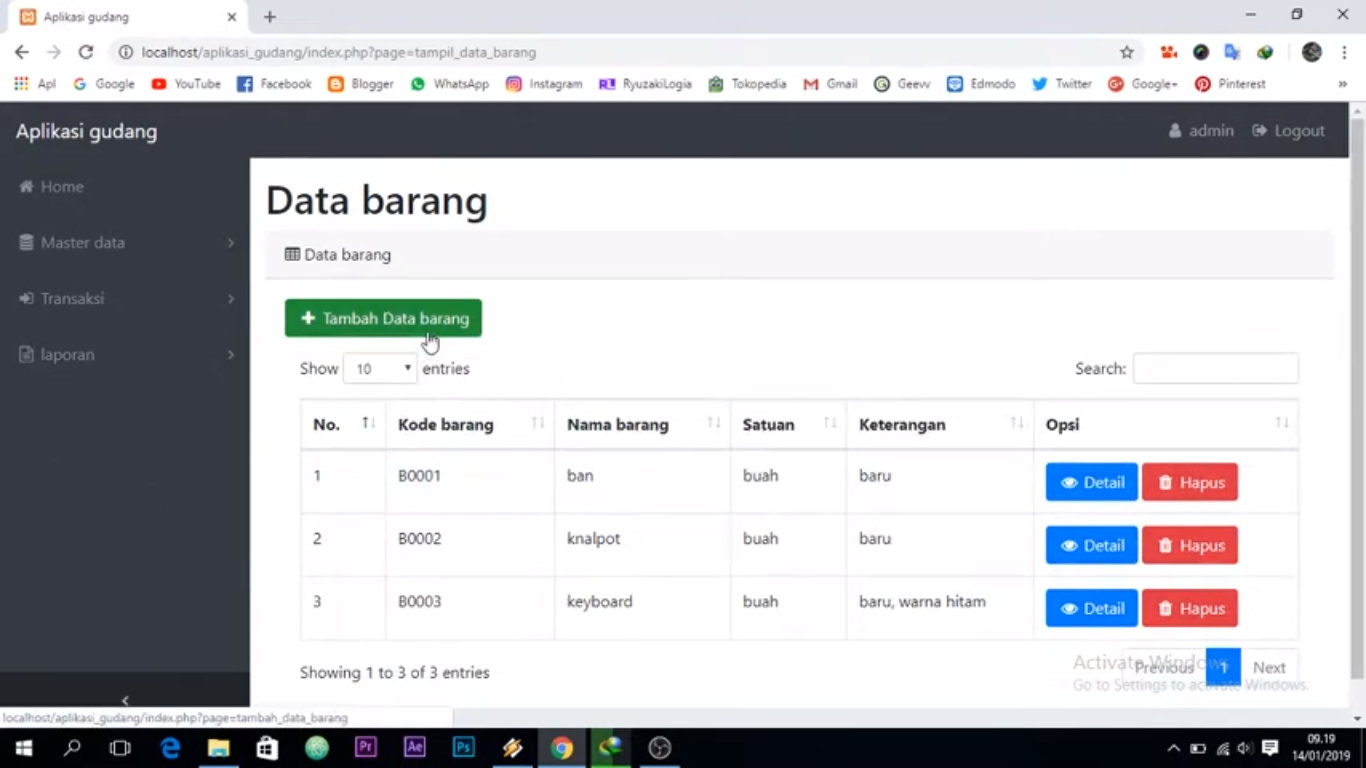 Aplikasi gudang
localhost/aplikasi_gudang/index.php?page=tampil_data_barang
Apl Google YouTube Facebook Blogger WhatsApp Instagram RyuzakiLogia Tokopedia Gmail Geevv Edmodo Twitter Google+ Pinterest »
Aplikasi gudang admin Logout
Home
Master data
Transaksi
laporan
Data barang
Data barang
+ Tambah Data barang
Show 10 entries Search:
No. Kode barang Nama barang Satuan Keterangan Opsi
1 B0001 ban buah baru Detail Hapus
2 B0002 knalpot buah baru Detail Hapus
3 B0003 keyboard buah baru, warna hitam Detail Hapus
Showing 1 to 3 of 3 entries Previous 1 Next
Activate Windows
Go to Settings to activate Windows.
localhost/aplikasi_gudang/index.php?page=tambah_data_barang
Pr Ae Ps
09.19
14/01/2019